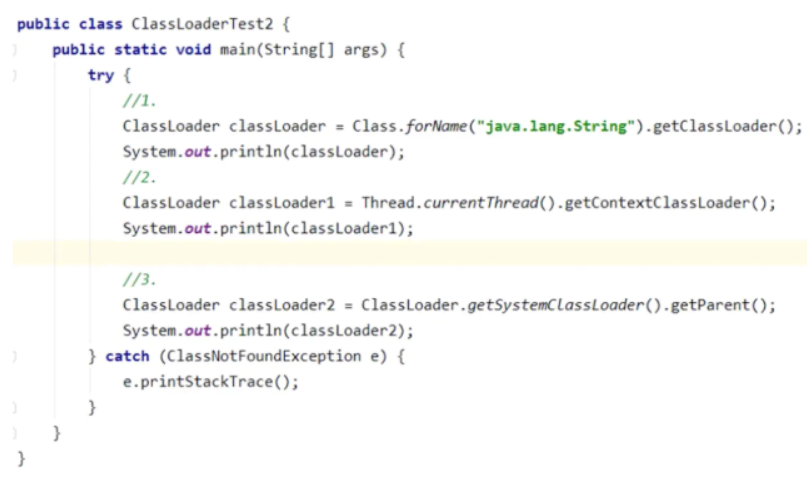 public class ClassLoaderTest2 {
public static void main(String[] args) {
try {
//1.
ClassLoader classLoader = Class.forName("java.lang.String").getClassLoader();
System.out.println(classLoader);
//2.
ClassLoader classLoader1 = Thread.currentThread().getContextClassLoader();
System.out.println(classLoader1);
//3.
ClassLoader classLoader2 = ClassLoader.getSystemClassLoader().getParent();
System.out.println(classLoader2);
} catch (ClassNotFoundException e) {
e.printStackTrace();
}
}
}